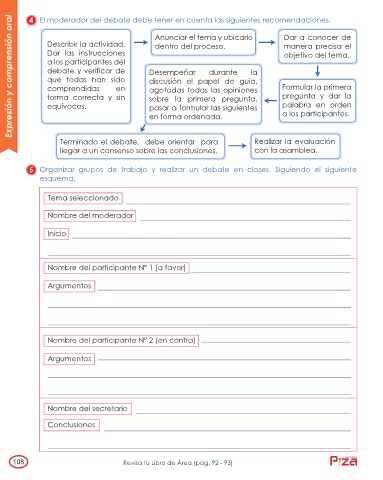 Expresión y comprensión oral
4 El moderador del debate debe tener en cuenta las siguientes recomendaciones.
Describir la actividad.
Dar las instrucciones
a los participantes del
debate y verificar de
que todas han sido
comprendidas en
forma correcta y sin
equívocos.
Anunciar el tema y ubicarlo
dentro del proceso.
Dar a conocer de
manera precisa el
objetivo del tema.
Formular la primera
pregunta y dar la
palabra en orden
a los participantes.
Desempeñar durante la
discusión el papel de guía,
agotadas todas las opiniones
sobre la primera pregunta,
pasar a formular las siguientes
en forma ordenada.
Terminado el debate, debe orientar para
llegar a un consenso sobre las conclusiones.
Realizar la evaluación
con la asamblea.
5 Organizar grupos de trabajo y realizar un debate en clases. Siguiendo el siguiente
esquema.
Tema seleccionado
Nombre del moderador
Inicio
Nombre del participante Nº 1 (a favor)
Argumentos
Nombre del participante Nº 2 (en contra)
Argumentos
Nombre del secretario
Conclusiones
108
Revisa tu Libro de Área (pág. 92 - 93)